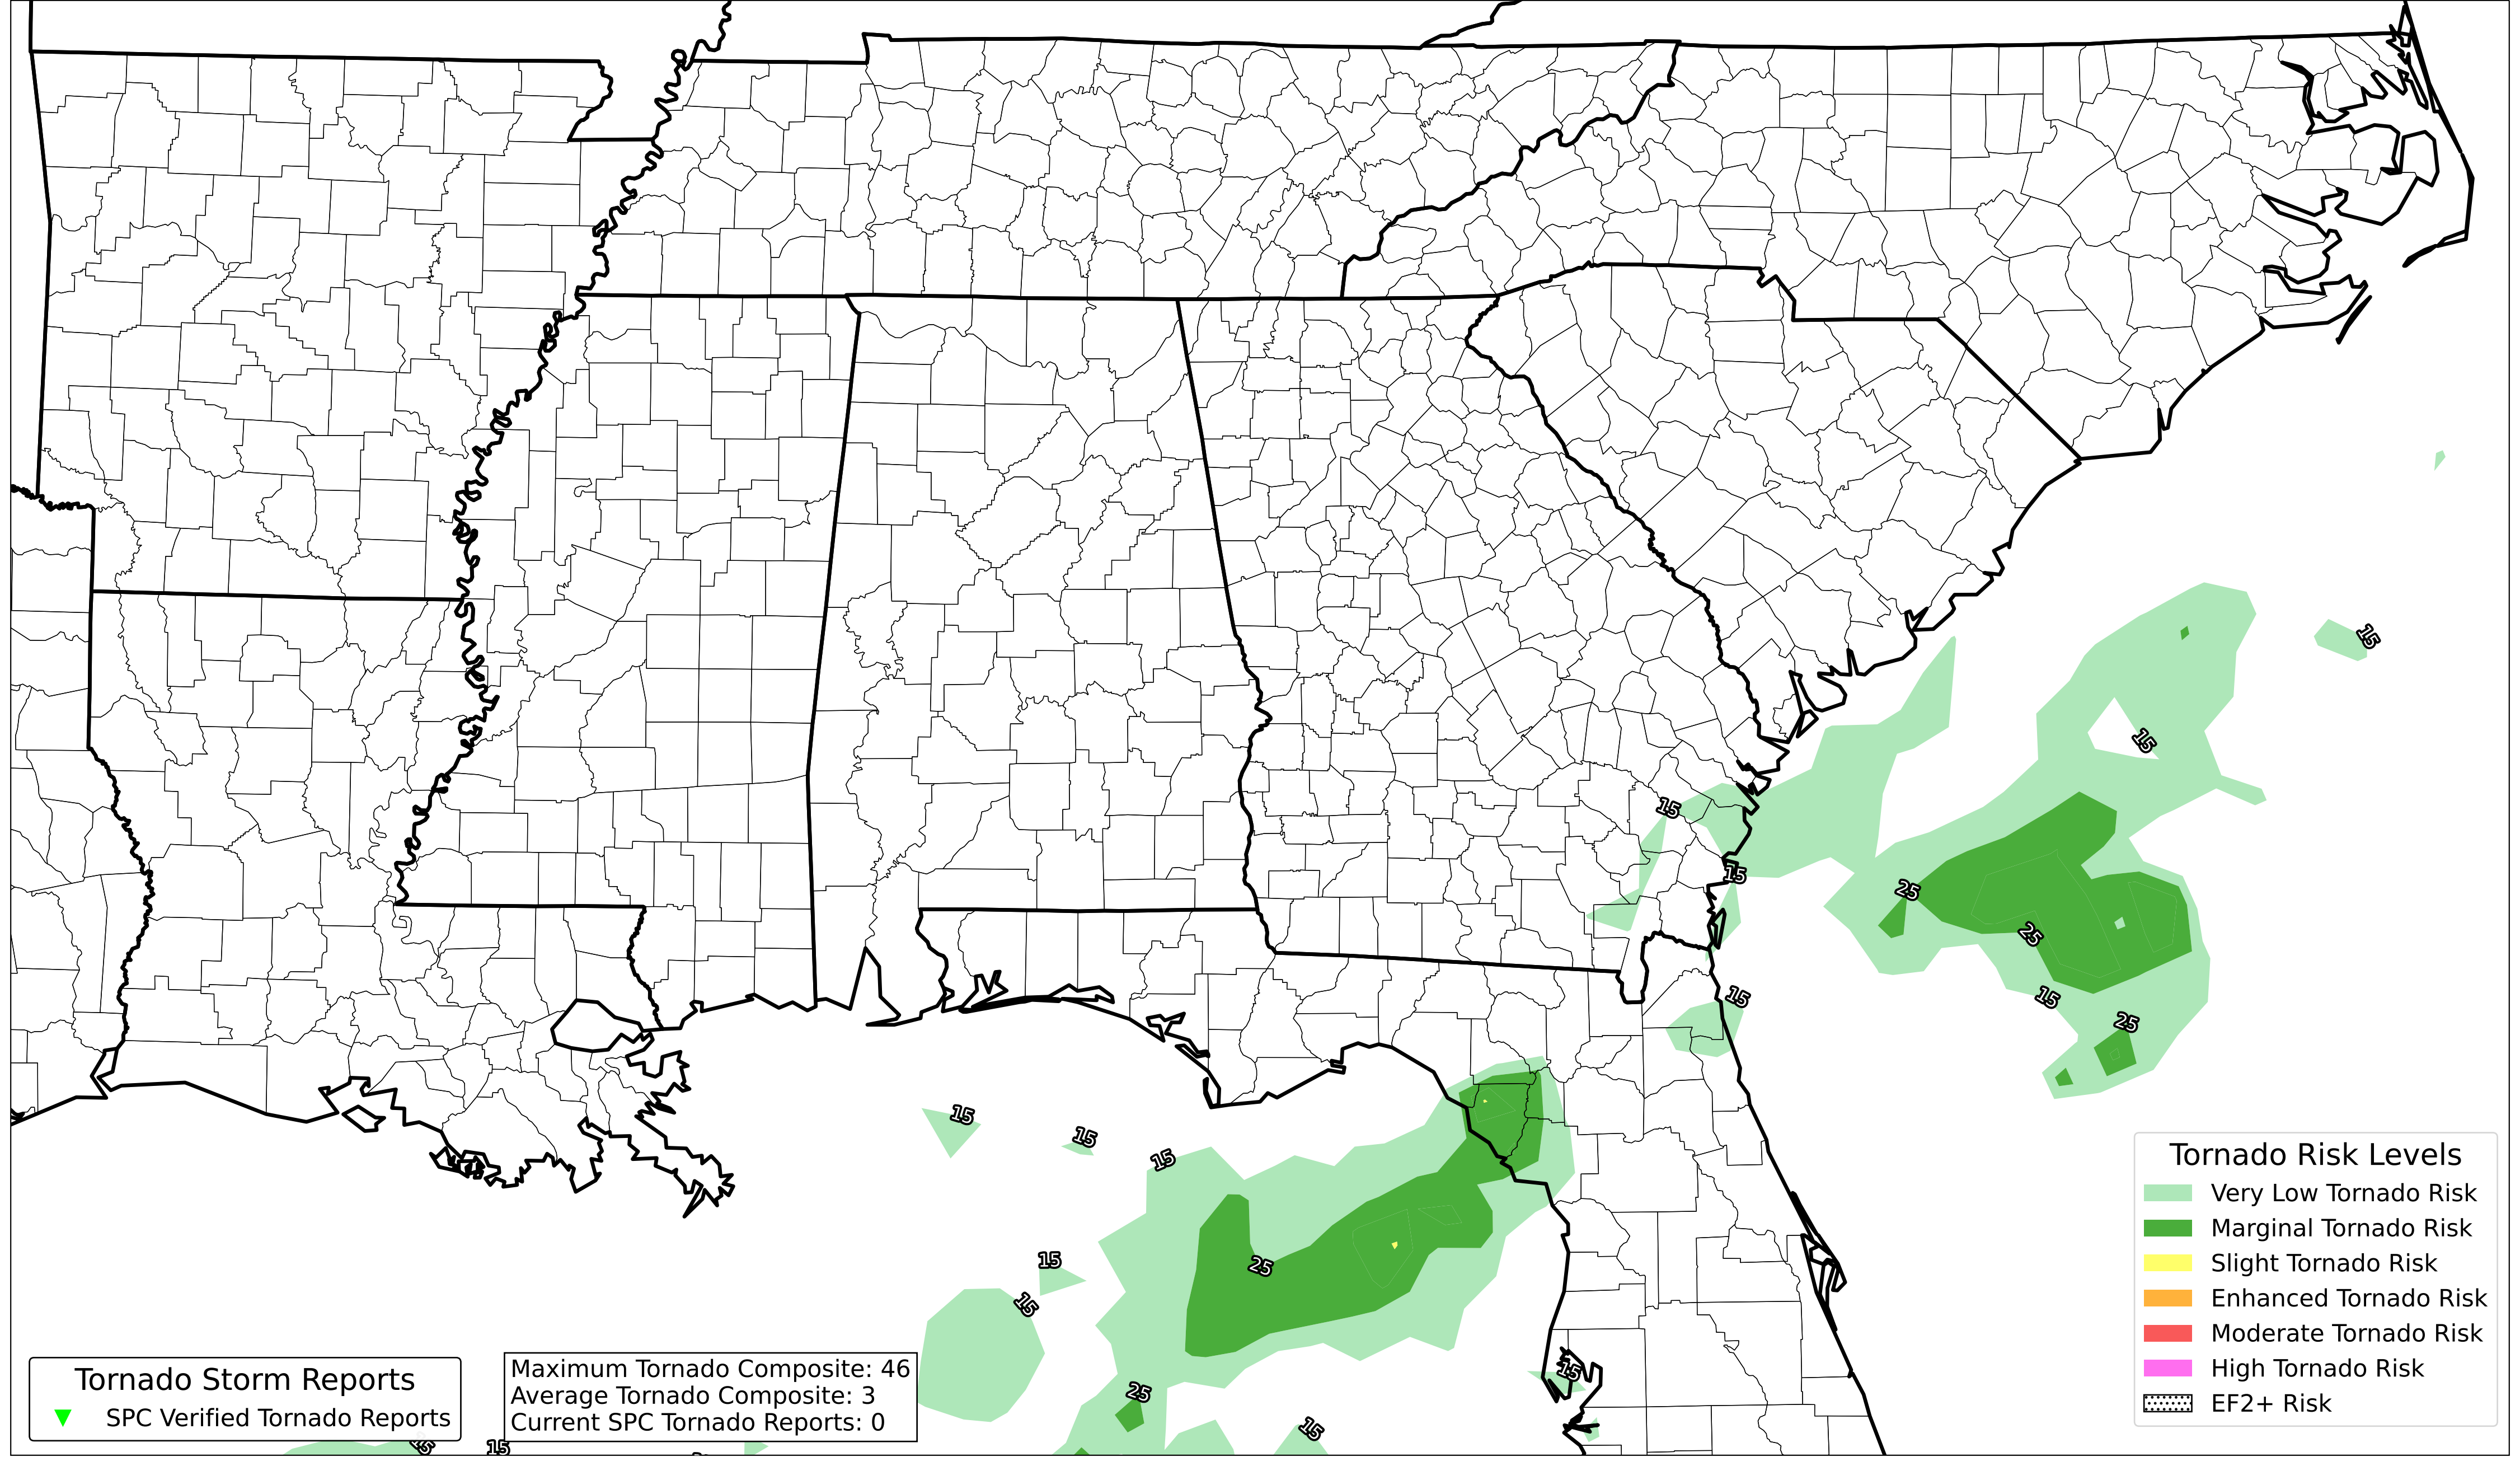 15
15
15
15
15
25
25
15
15
25
15
15
15
15
25
15
15
25
15
15
15
Tornado Risk Levels
Very Low Tornado Risk
Marginal Tornado Risk
Slight Tornado Risk
Enhanced Tornado Risk
Moderate Tornado Risk
High Tornado Risk
EF2+ Risk
Tornado Storm Reports
SPC Verified Tornado Reports
Maximum Tornado Composite: 46
Average Tornado Composite: 3
Current SPC Tornado Reports: 0